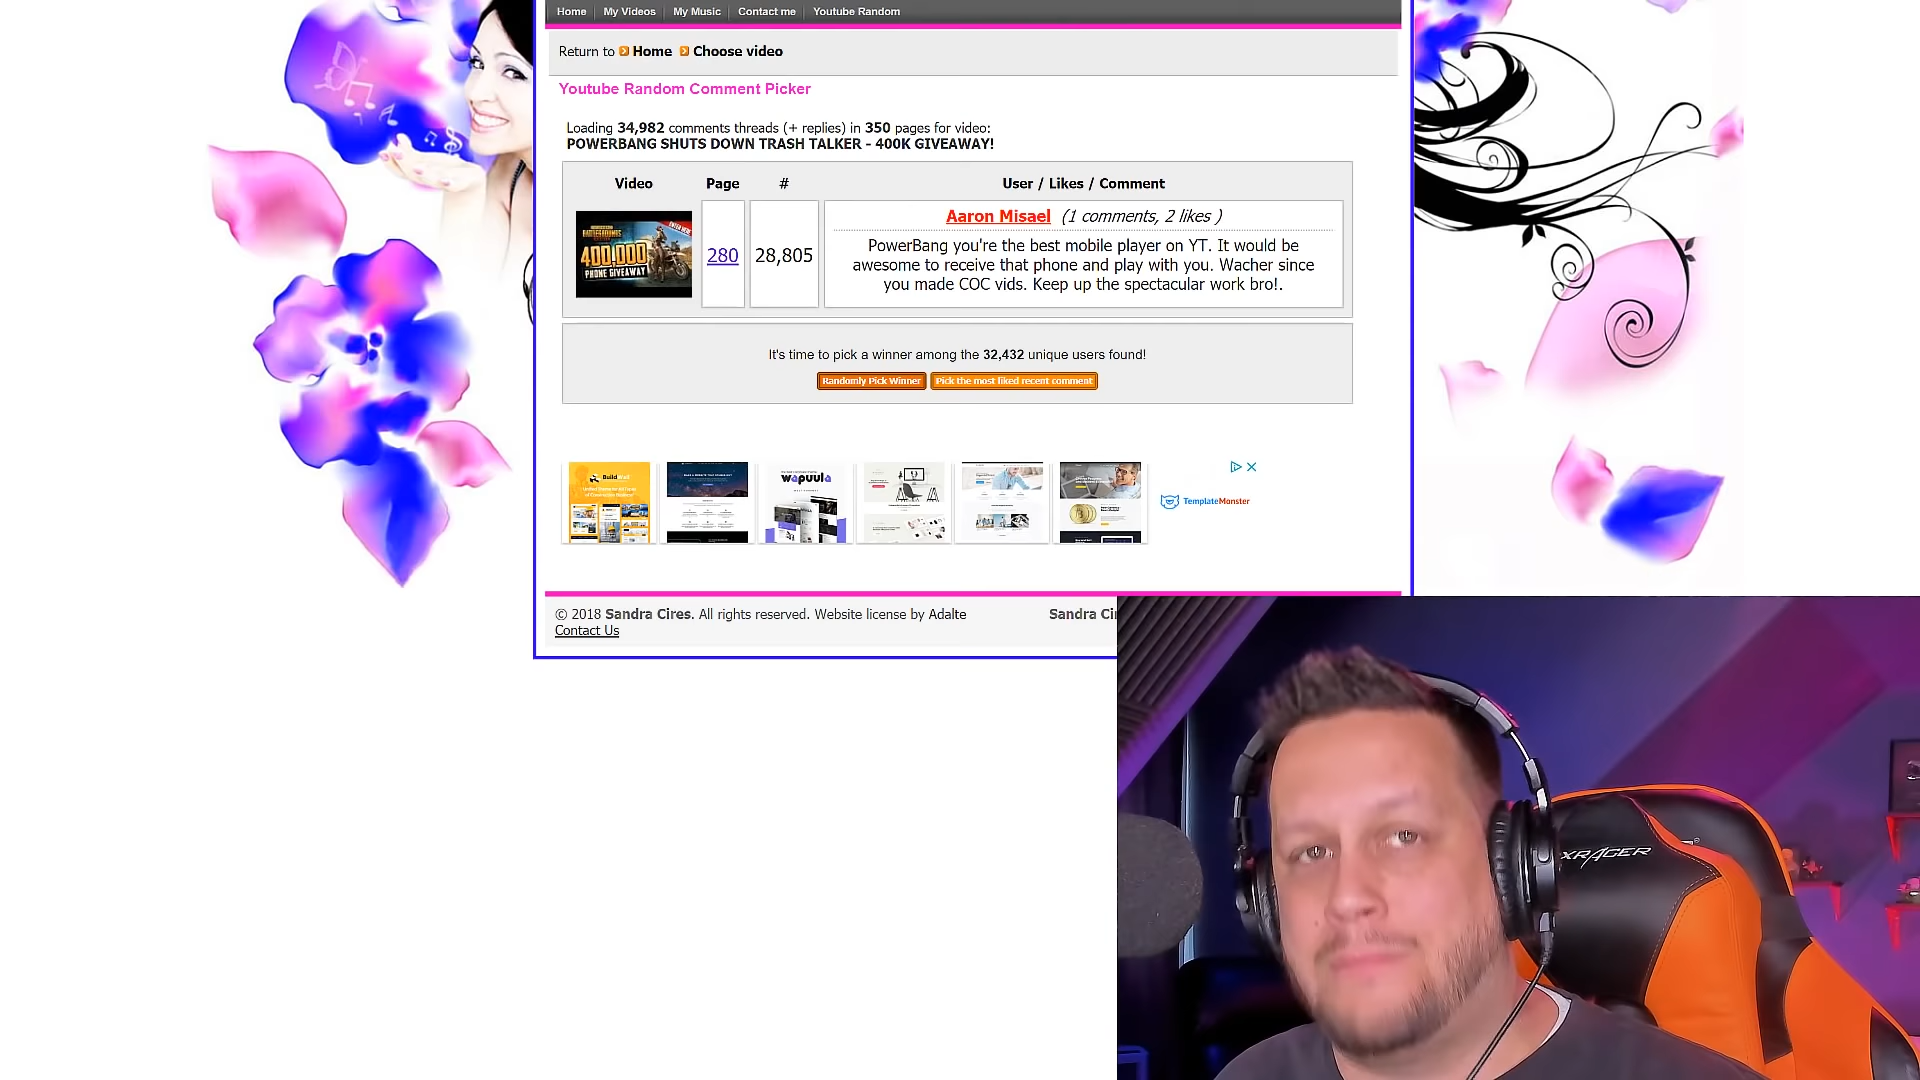 Home My Videos My Music Contact me Youtube Random
Return to Home Choose video
Youtube Random Comment Picker
Loading 34,982 comments threads (+ replies) in 350 pages for video:
POWERBANG SHUTS DOWN TRASH TALKER - 400K GIVEAWAY!
Video Page # User / Likes / Comment
400,000
PHONE GIVEAWAY
280
28,805
Aaron Misael (1 comments, 2 likes )
PowerBang you're the best mobile player on YT. It would be
awesome to receive that phone and play with you. Wacher since
you made COC vids. Keep up the spectacular work bro!.
It's time to pick a winner among the 32,432 unique users found!
Randomly Pick Winner Pick the most liked recent comment
wapuula
TemplateMonster
© 2018 Sandra Cires. All rights reserved. Website license by Adalte
Contact Us
Sandra Ci
XRACER